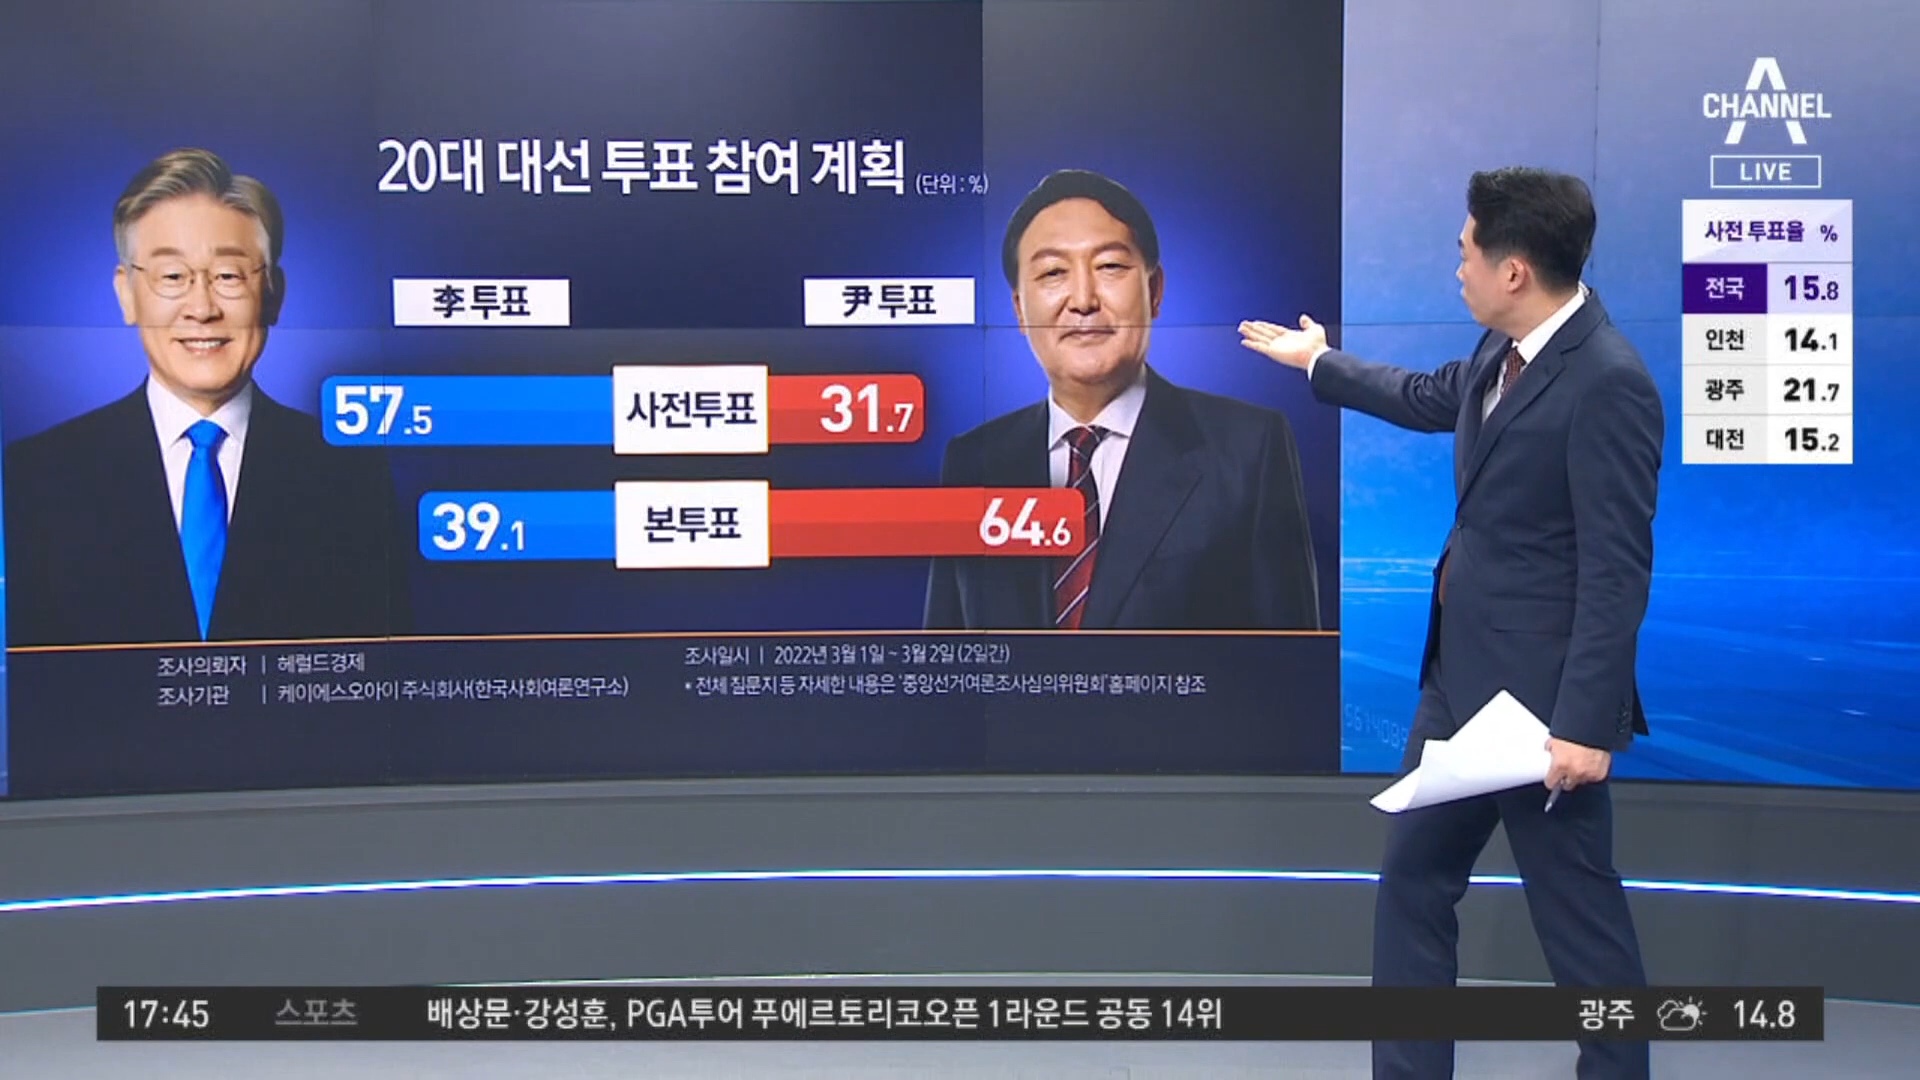 20대 대선 투표 참여 계획 (단위 : %)
李 투표
尹 투표
57.5 사전투표 31.7
39.1 본투표 64.6
조사의뢰자 | 헤럴드경제
조사기관 | 케이에스오아이 주식회사(한국사회여론연구소)
조사일시 | 2022년 3월 1일 ~ 3월 2일 (2일간)
* 전체 질문지 등 자세한 내용은 '중앙선거여론조사심의위원회' 홈페이지 참조
CHANNEL A
LIVE
사전 투표율 %
전국 15.8
인천 14.1
광주 21.7
대전 15.2
17:45 스포츠 배상문·강성훈, PGA투어 푸에르토리코오픈 1라운드 공동 14위 광주 14.8